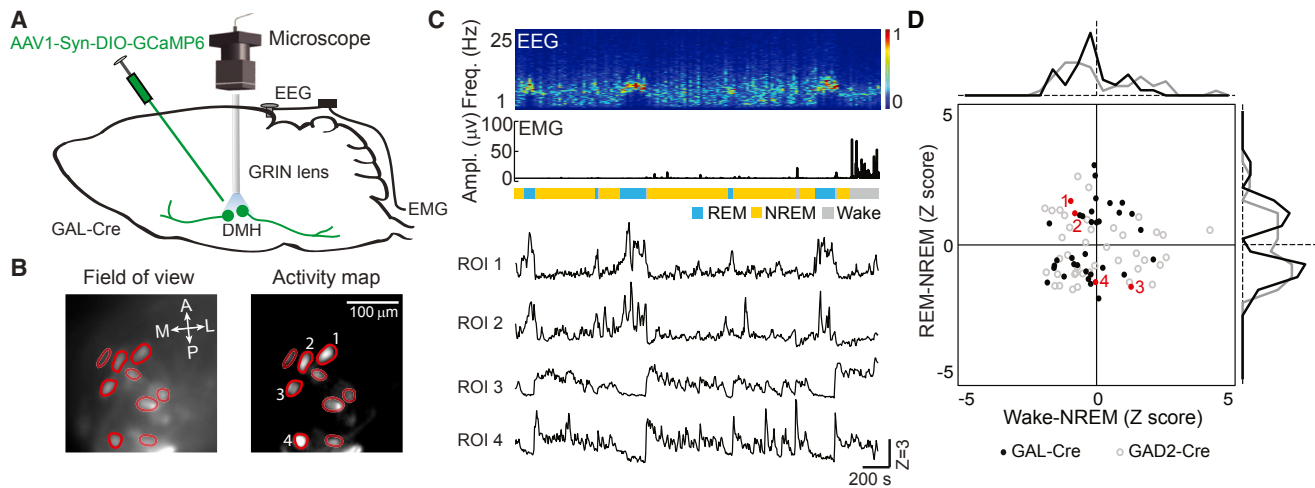 A
AAV1-Syn-DIO-GCaMP6
Microscope
EEG
GRIN lens
EMG
GAL-Cre
DMH
B
Field of view
Activity map
A
M
L
P
100 μm
1
2
3
4
C
Freq. (Hz)
25
1
EEG
1
0
Ampl. (μv)
100
50
0
EMG
REM
NREM
Wake
ROI 1
ROI 2
ROI 3
ROI 4
Z=3
200 s
D
REM-NREM (Z score)
5
0
-5
1
2
4
3
-5
0
5
Wake-NREM (Z score)
GAL-Cre
GAD2-Cre